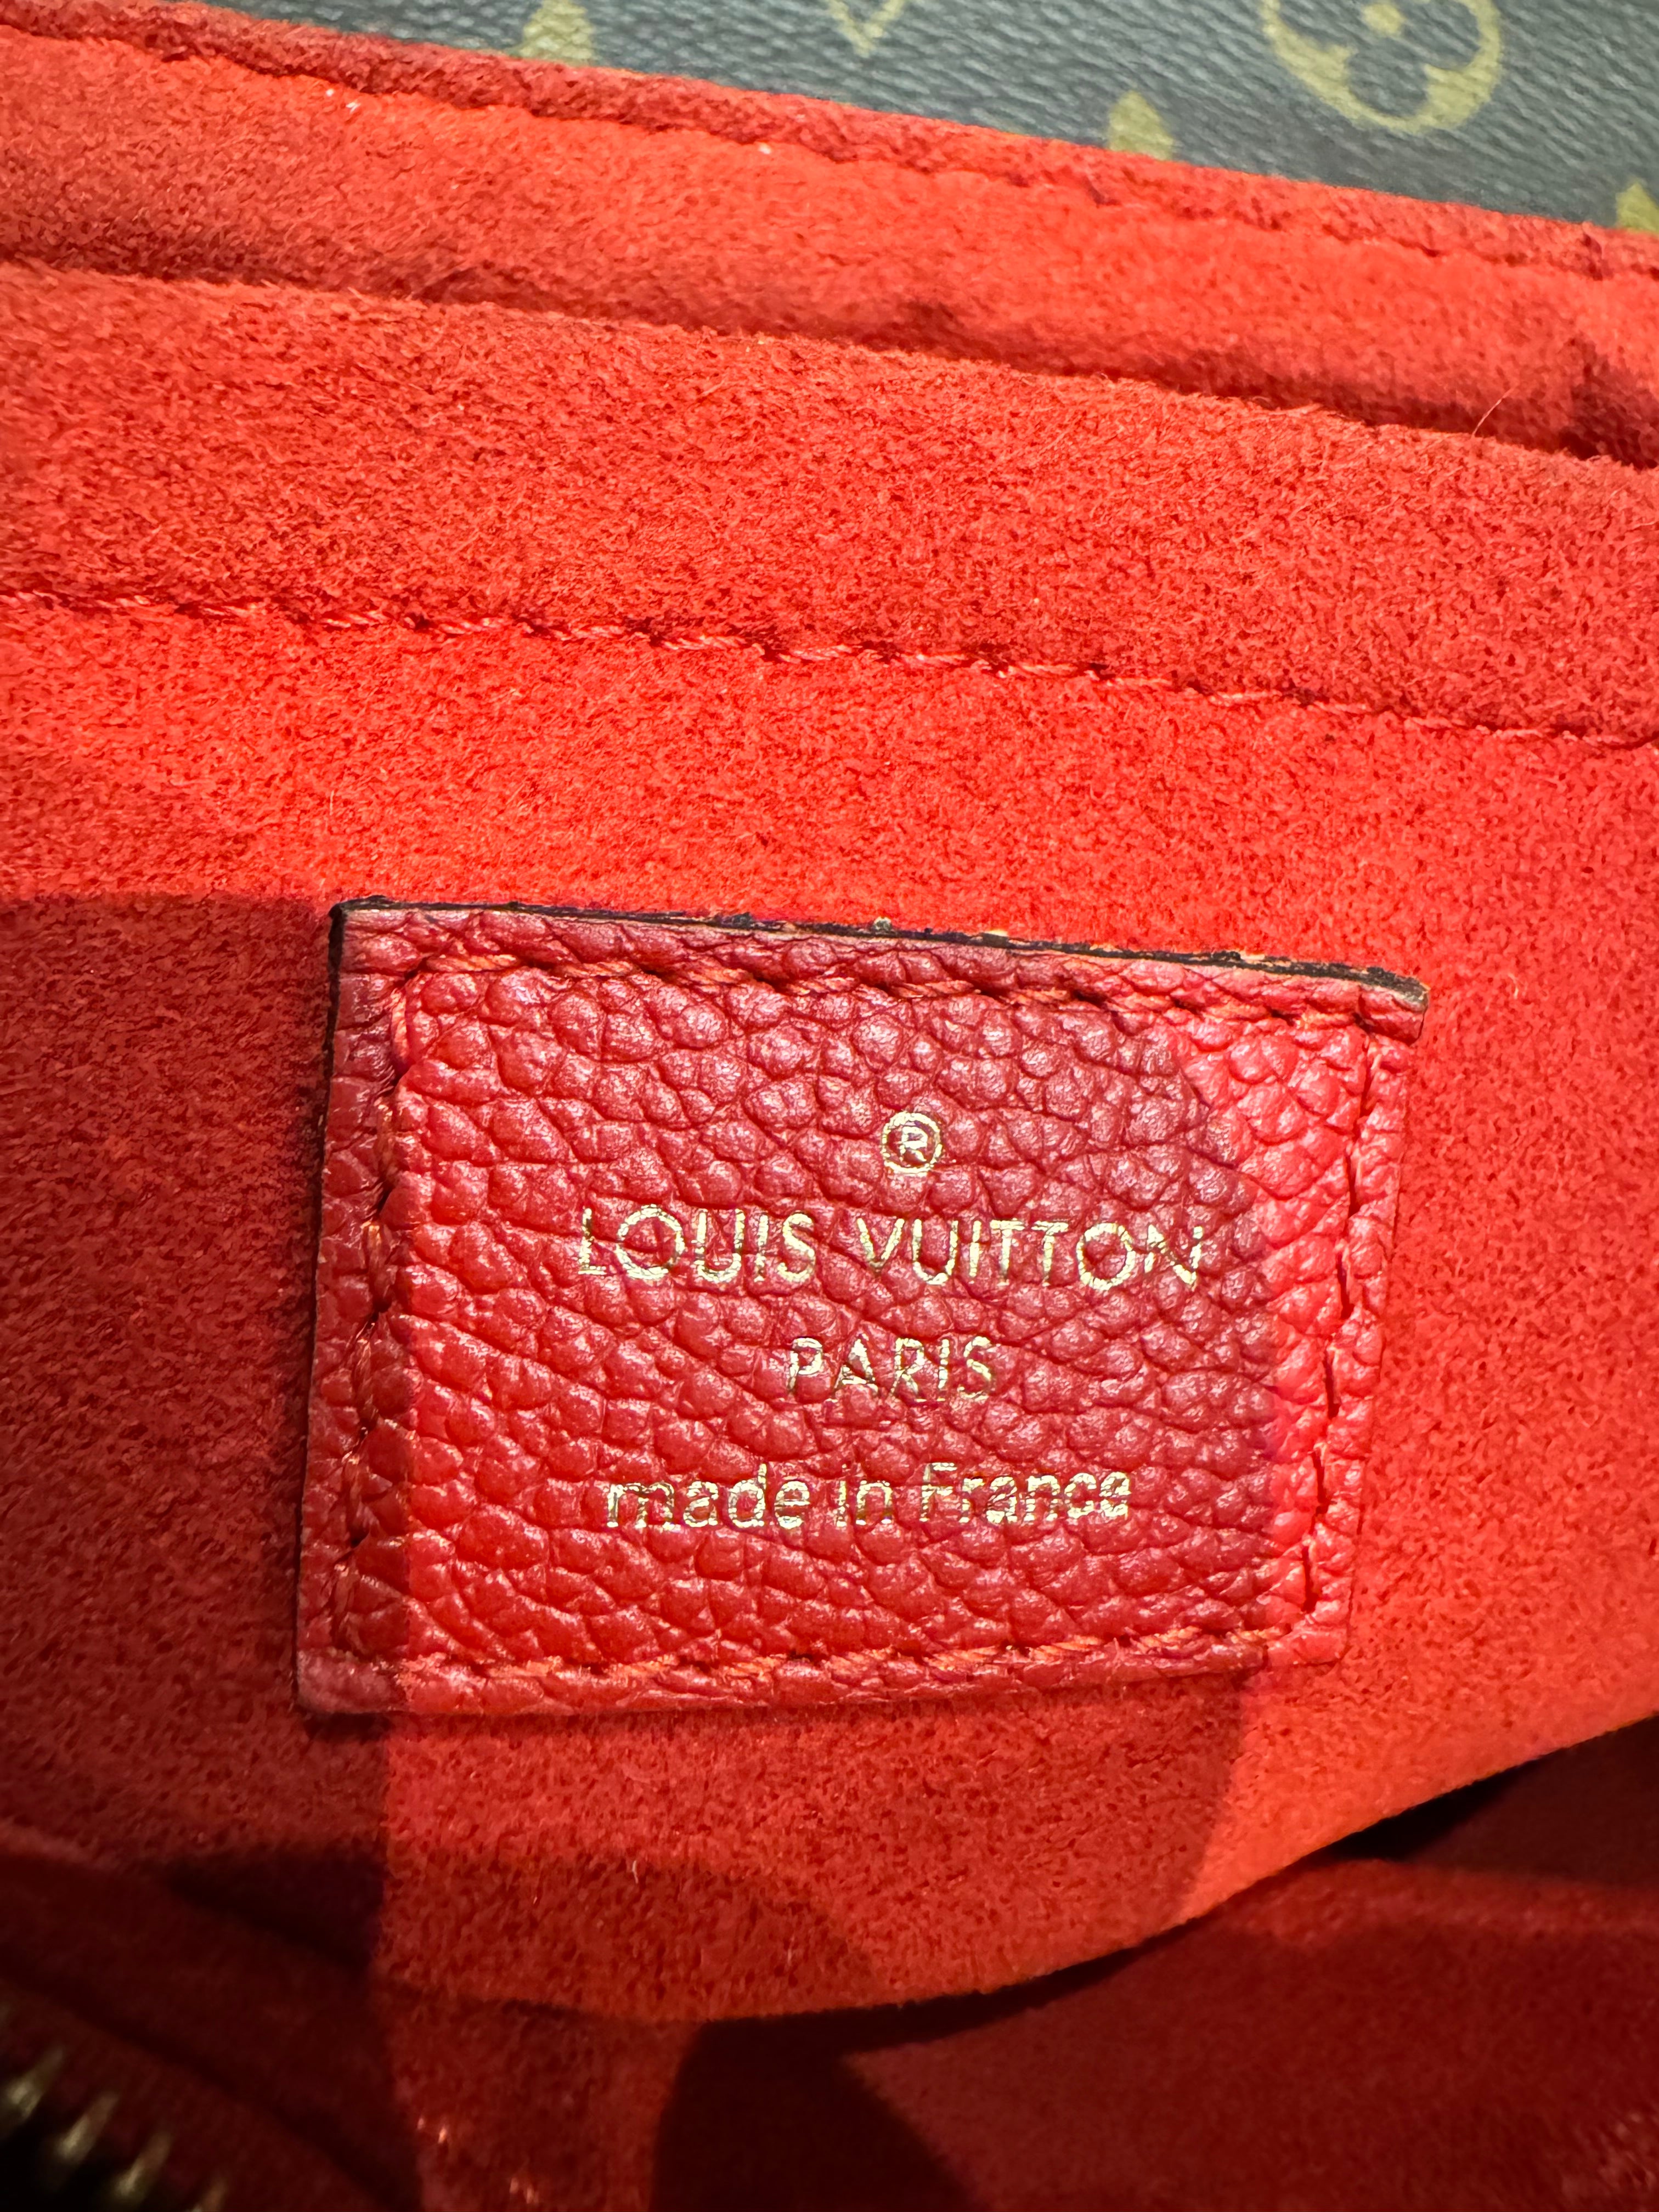 ®
LOUIS VUITTON
PARIS
made in France